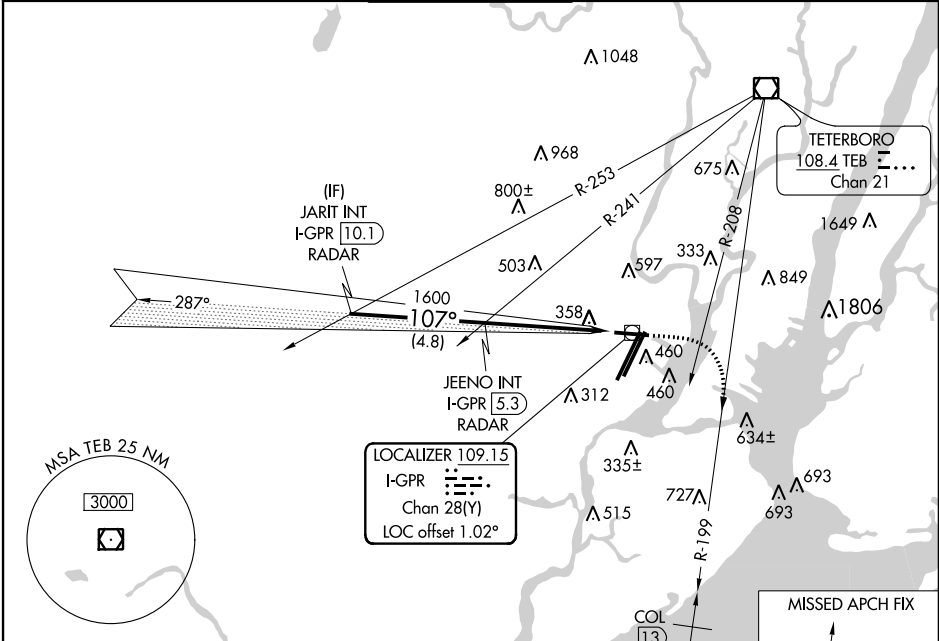 1048
TETERBORO
108.4 TEB
Chan 21
968
675
R-253
(IF)
JARIT INT
I-GPR 10.1
RADAR
800±
R-241
R-208
1649
503
597
333
849
287°
1600
107°
(4.8)
358
1806
460
460
JEENO INT
I-GPR 5.3
RADAR
312
634±
MSA TEB 25 NM
3000
LOCALIZER 109.15
I-GPR
Chan 28(Y)
LOC offset 1.02°
335±
727
693
693
515
R-199
COL
13
MISSED APCH FIX